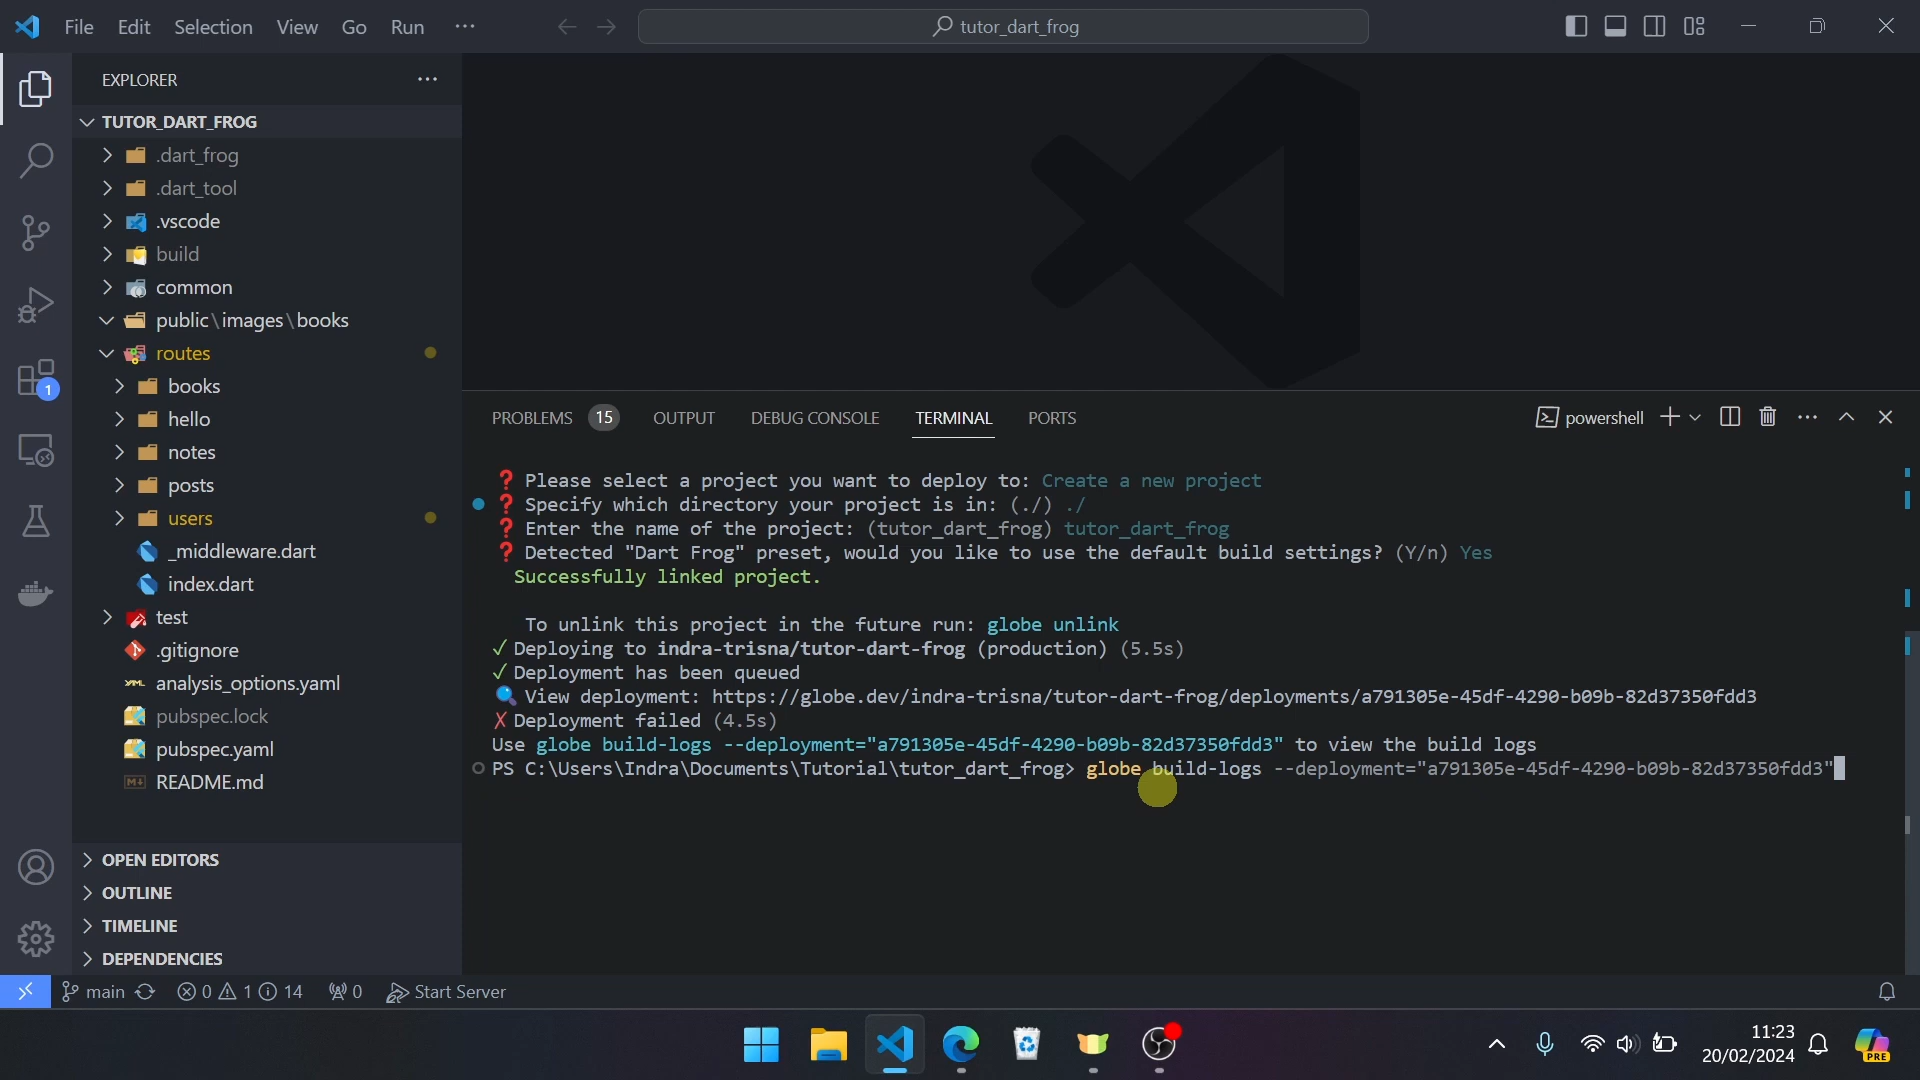 File Edit Selection View Go Run ···
tutor_dart_frog
EXPLORER
TUTOR_DART_FROG
.dart_frog
.dart_tool
.vscode
build
common
public\images\books
routes
books
hello
notes
posts
users
_middleware.dart
index.dart
test
.gitignore
analysis_options.yaml
pubspec.lock
pubspec.yaml
README.md
OPEN EDITORS
OUTLINE
TIMELINE
DEPENDENCIES
1
PROBLEMS 15 OUTPUT DEBUG CONSOLE TERMINAL PORTS
powershell
? Please select a project you want to deploy to: Create a new project
? Specify which directory your project is in: (./) ./
? Enter the name of the project: (tutor_dart_frog) tutor_dart_frog
? Detected "Dart Frog" preset, would you like to use the default build settings? (Y/n) Yes
Successfully linked project.
To unlink this project in the future run: globe unlink
✓ Deploying to indra-trisna/tutor-dart-frog (production) (5.5s)
✓ Deployment has been queued
🔍 View deployment: https://globe.dev/indra-trisna/tutor-dart-frog/deployments/a791305e-45df-4290-b09b-82d37350fdd3
✗ Deployment failed (4.5s)
Use globe build-logs --deployment="a791305e-45df-4290-b09b-82d37350fdd3" to view the build logs
PS C:\Users\Indra\Documents\Tutorial\tutor_dart_frog> globe build-logs --deployment="a791305e-45df-4290-b09b-82d37350fdd3"
main 0 1 14 0 Start Server
11:23
20/02/2024
PRE